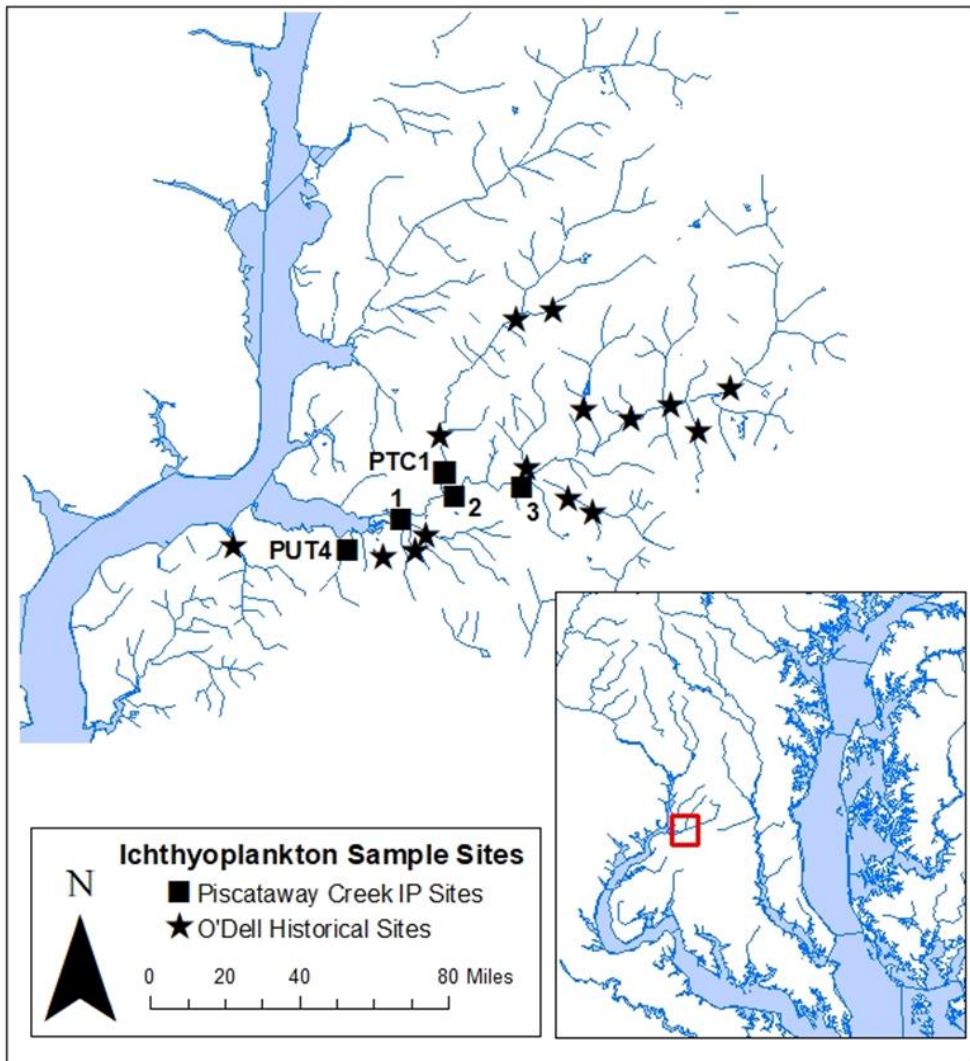 PTC1
1
2
3
PUT4
Ichthyoplankton Sample Sites
N
Piscataway Creek IP Sites
O'Dell Historical Sites
0 20 40 80 Miles